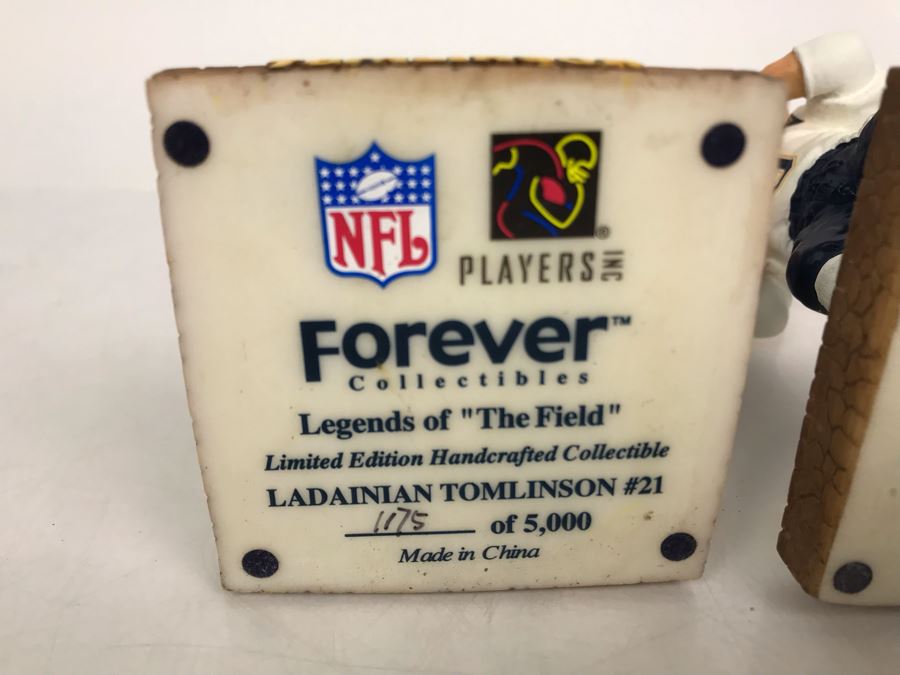 NFL
PLAYERS INC
Forever™
Collectibles
Legends of "The Field"
Limited Edition Handcrafted Collectible
LADAINIAN TOMLINSON #21
1175 of 5,000
Made in China